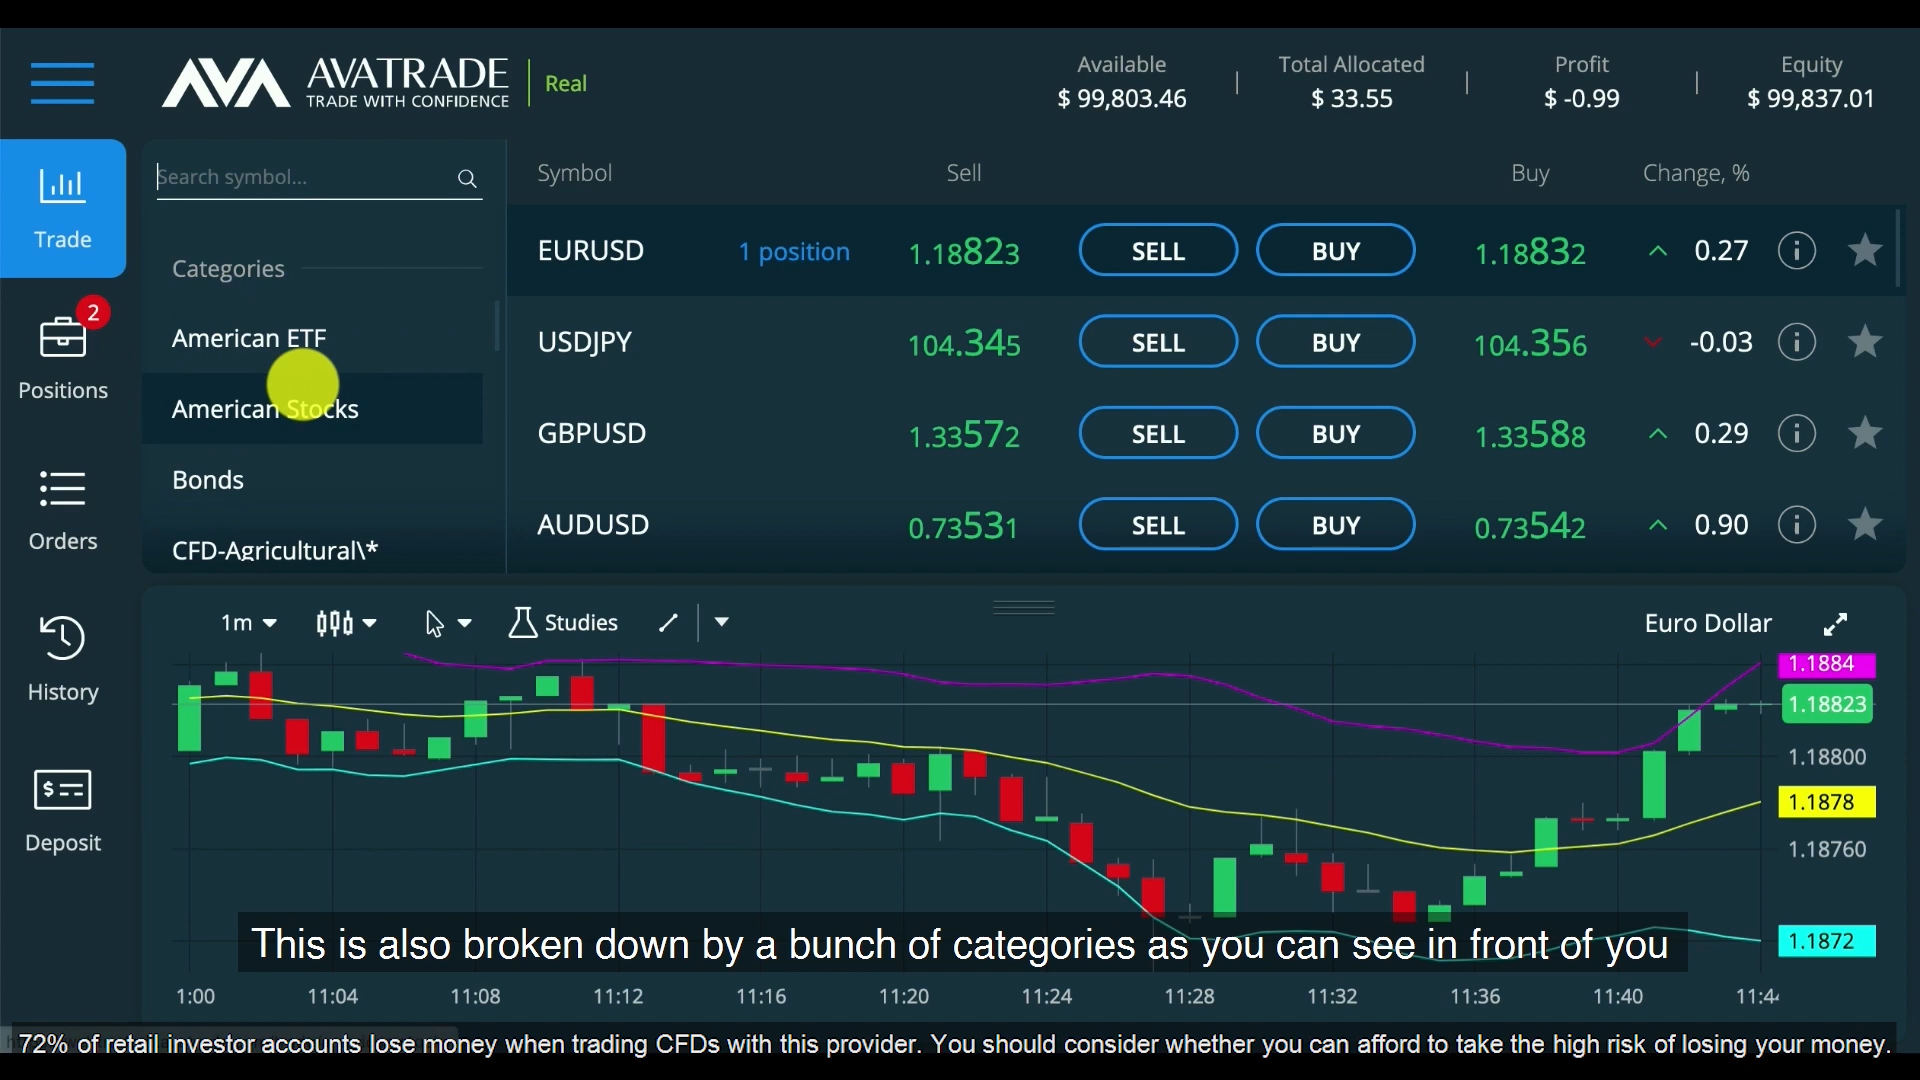 AVA AVATRADE
TRADE WITH CONFIDENCE
Real
Available
$ 99,803.46
Total Allocated
$ 33.55
Profit
$ -0.99
Equity
$ 99,837.01
Trade
2
Positions
Orders
History
Deposit
Search symbol...
Categories
American ETF
American Stocks
Bonds
CFD-Agricultural\*
Symbol Sell Buy Change, %
EURUSD 1 position 1.18823 SELL BUY 1.18832 0.27
USDJPY 104.345 SELL BUY 104.356 -0.03
GBPUSD 1.33572 SELL BUY 1.33588 0.29
AUDUSD 0.73531 SELL BUY 0.73542 0.90
1m Studies Euro Dollar
1.1884
1.18823
1.18800
1.1878
1.18760
1.1872
This is also broken down by a bunch of categories as you can see in front of you
1:00 11:04 11:08 11:12 11:16 11:20 11:24 11:28 11:32 11:36 11:40 11:44
72% of retail investor accounts lose money when trading CFDs with this provider. You should consider whether you can afford to take the high risk of losing your money.